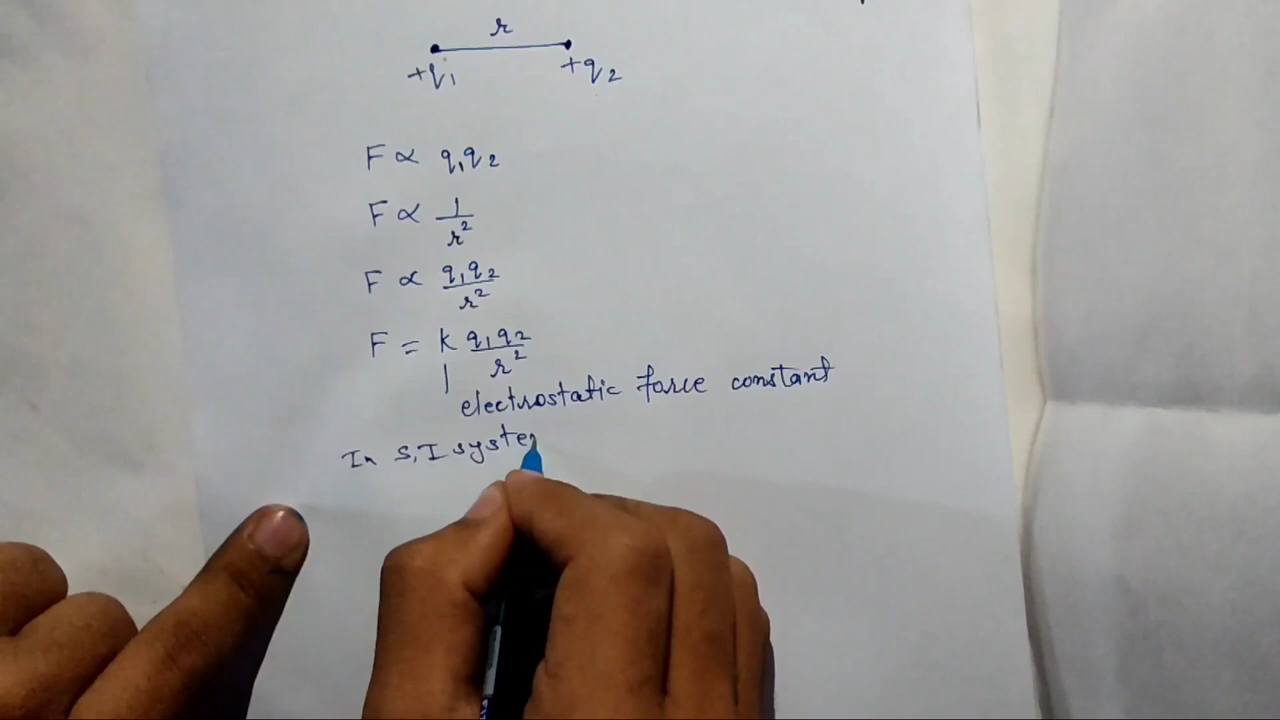 r
+q₁ +q₂
F ∝ q₁q₂
F ∝ 1/r²
F ∝ q₁q₂/r²
F = k q₁q₂/r²
electrostatic force constant
In S.I syste